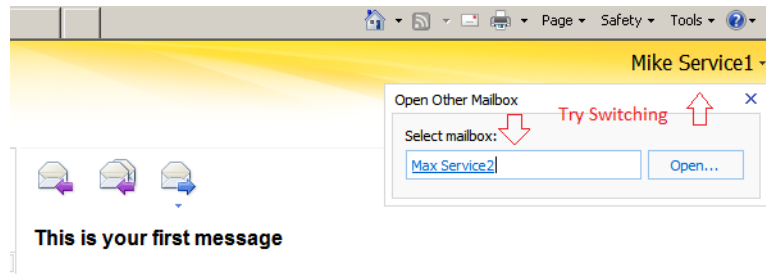 Page Safety Tools
Mike Service1
Open Other Mailbox
Try Switching
Select mailbox:
Max Service2 Open...
This is your first message